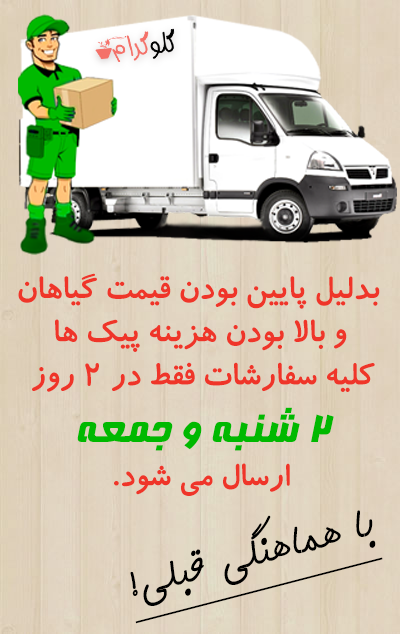 کلوکرام
بدلیل پایین بودن قیمت گیاهان
و بالا بودن هزینه پیک ها
کلیه سفارشات فقط در ۲ روز
۲ شنبه و جمعه
ارسال می شود.
با هماهنگی قبلی!